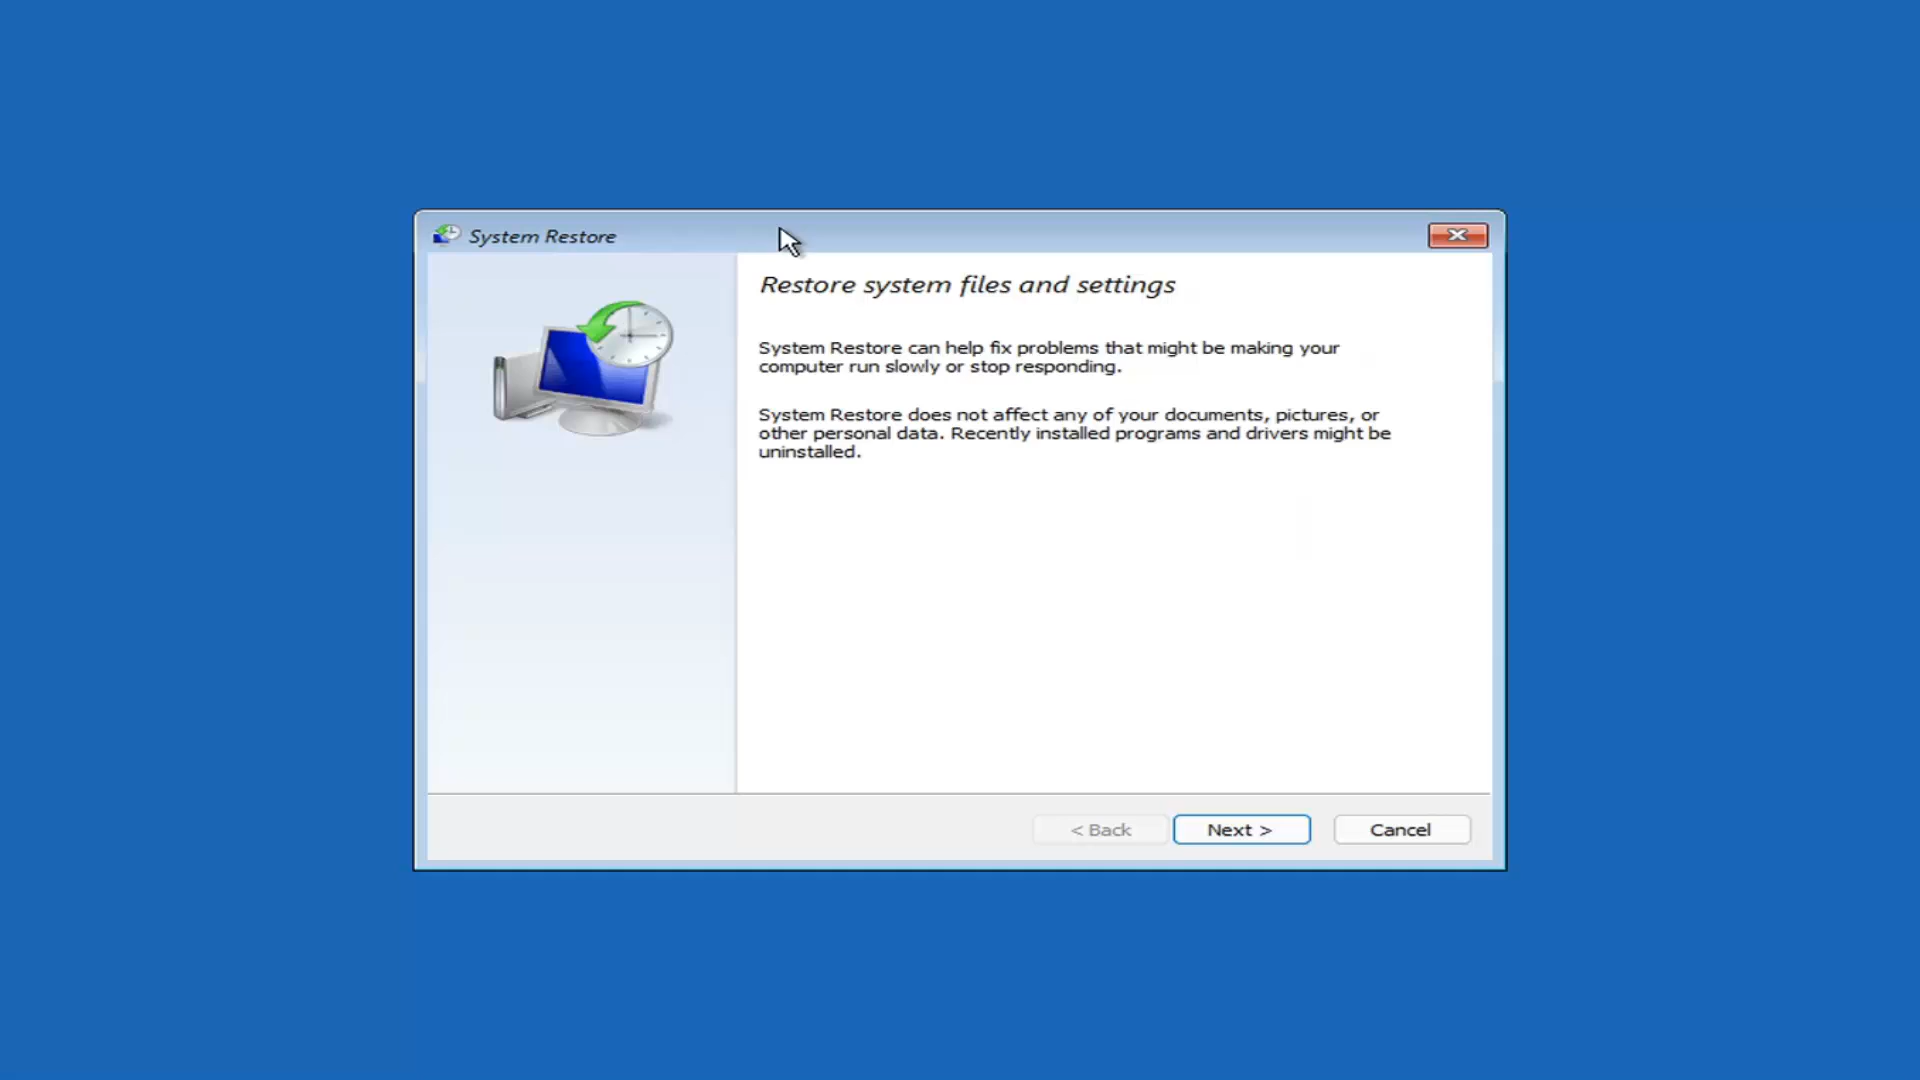 System Restore
Restore system files and settings
System Restore can help fix problems that might be making your
computer run slowly or stop responding.
System Restore does not affect any of your documents, pictures, or
other personal data. Recently installed programs and drivers might be
uninstalled.
< Back
Next >
Cancel